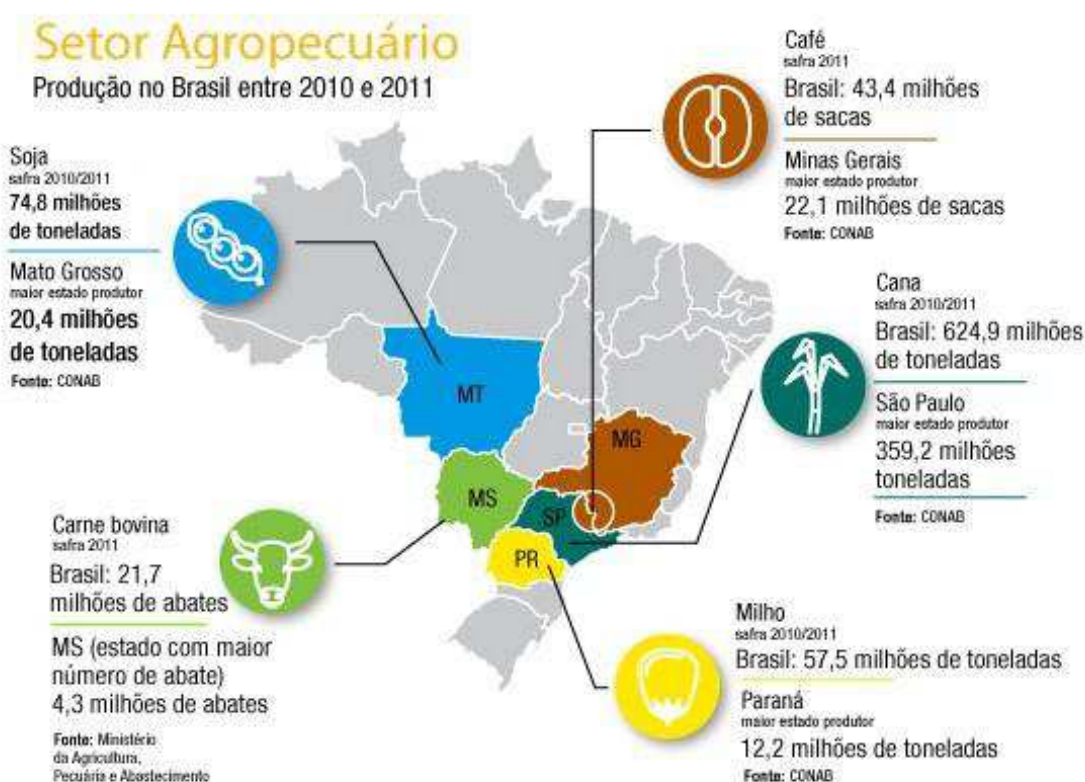 Setor Agropecuário
Produção no Brasil entre 2010 e 2011
Soja
safra 2010/2011
74,8 milhões
de toneladas
Mato Grosso
maior estado produtor
20,4 milhões
de toneladas
Fonte: CONAB
Café
safra 2011
Brasil: 43,4 milhões
de sacas
Minas Gerais
maior estado produtor
22,1 milhões de sacas
Fonte: CONAB
Cana
safra 2010/2011
Brasil: 624,9 milhões
de toneladas
São Paulo
maior estado produtor
359,2 milhões
toneladas
Fonte: CONAB
MT
MG
MS
SP
PR
Carne bovina
safra 2011
Brasil: 21,7
milhões de abates
MS (estado com maior
número de abate)
4,3 milhões de abates
Fonte: Ministério
da Agricultura,
Pecuária e Abastecimento
Milho
safra 2010/2011
Brasil: 57,5 milhões de toneladas
Paraná
maior estado produtor
12,2 milhões de toneladas
Fonte: CONAB